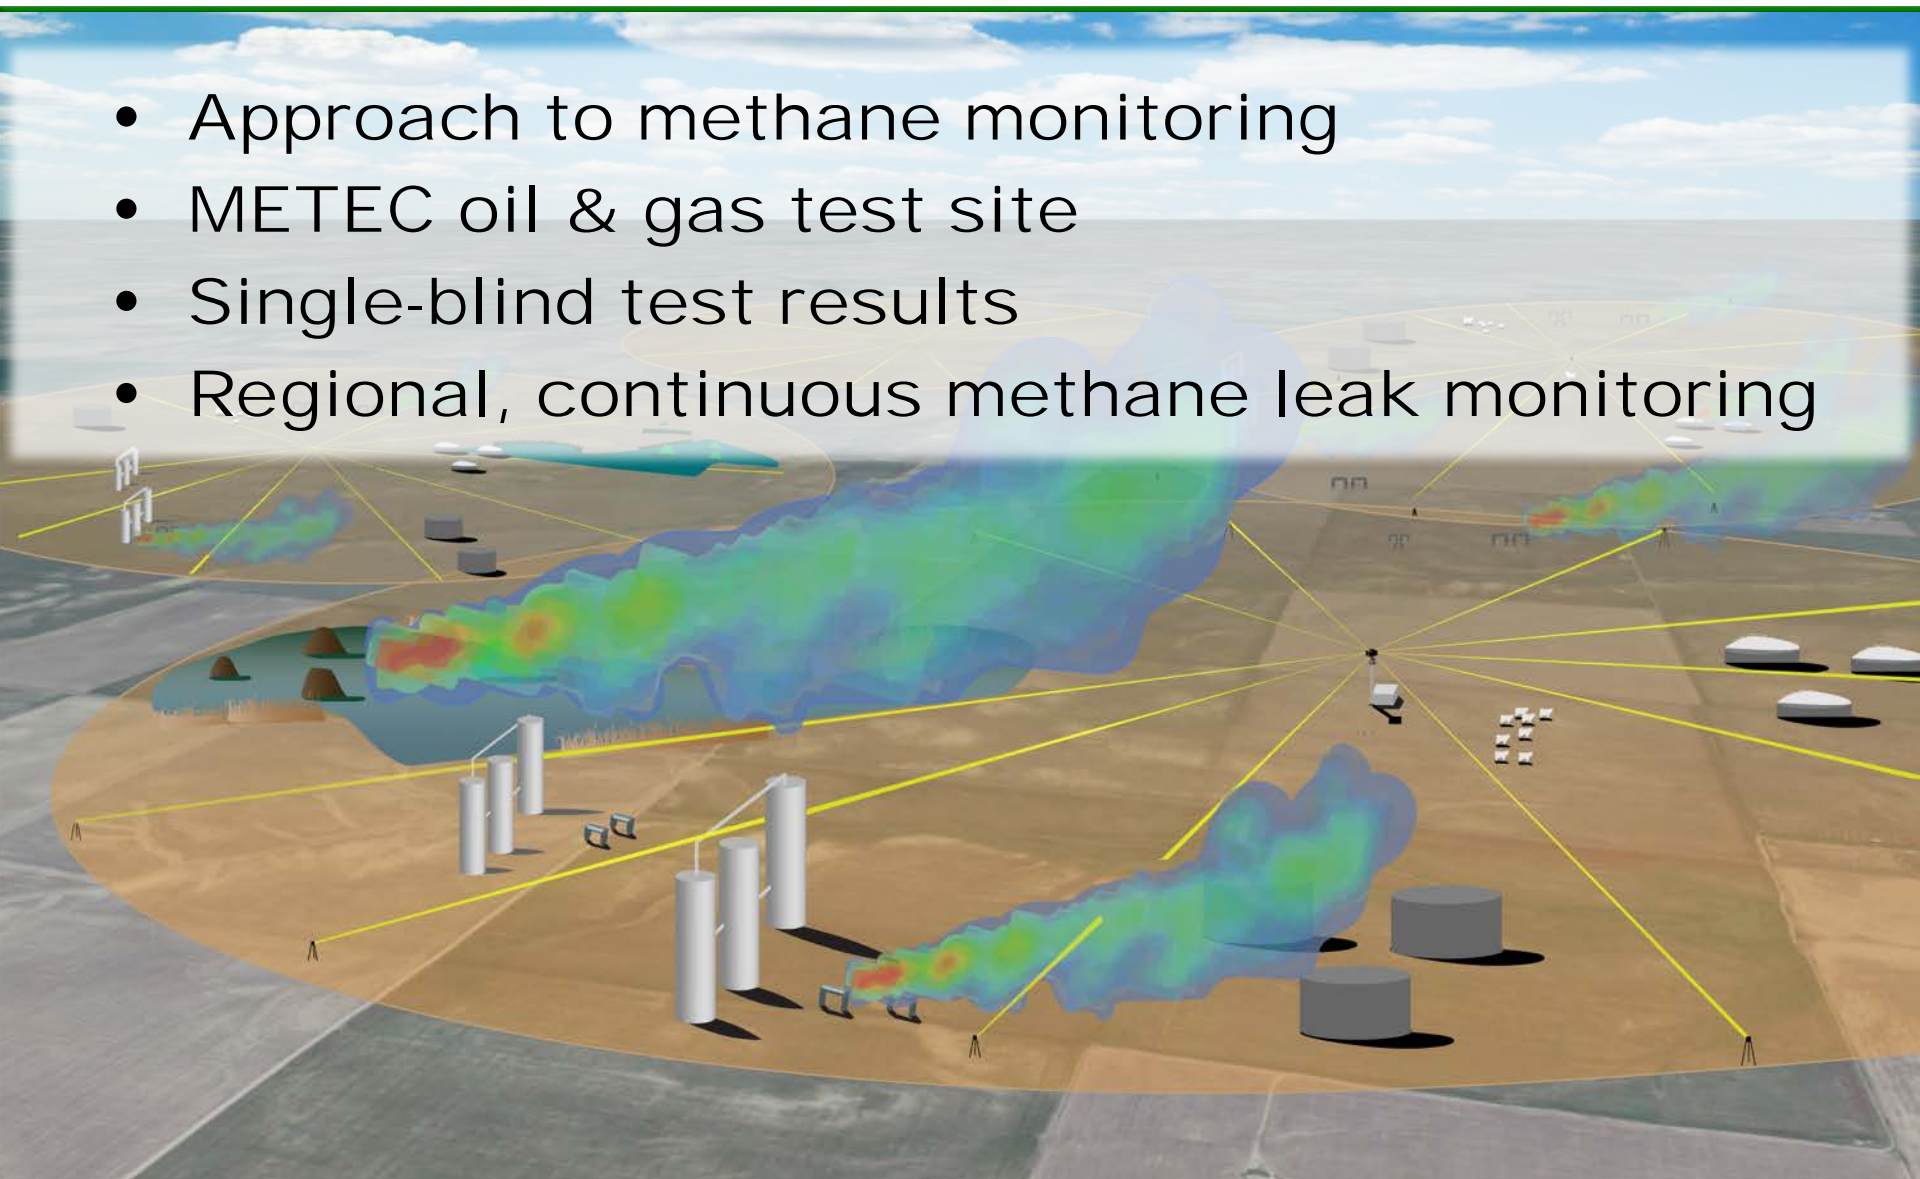 • Approach to methane monitoring
• METEC oil & gas test site
• Single-blind test results
• Regional, continuous methane leak monitoring